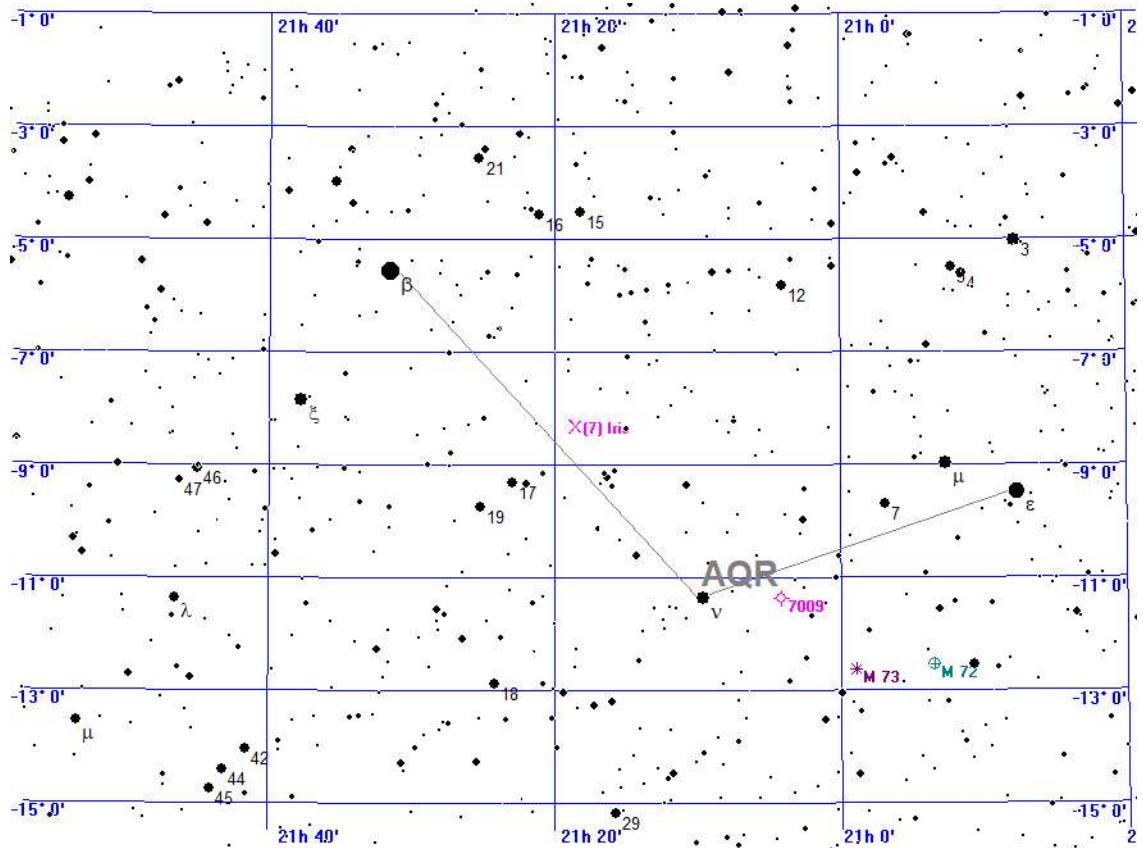 -1° 0' 21h 40' 21h 20' 21h 0' -1° 0' 2
-3° 0' -3° 0'
21
16 15
-5° 0' -5° 0'
3
β 12 4
-7° 0' -7° 0'
ξ (7) Iris
-9° 0' -9° 0'
46. μ
47 17 7 ε
19
-11° 0' AQR -11° 0'
λ ν 7009
M 73. M 72
-13° 0' 18 -13° 0'
μ
42
44
45
-15° 0' -15° 0'
29
21h 40' 21h 20' 21h 0' 2